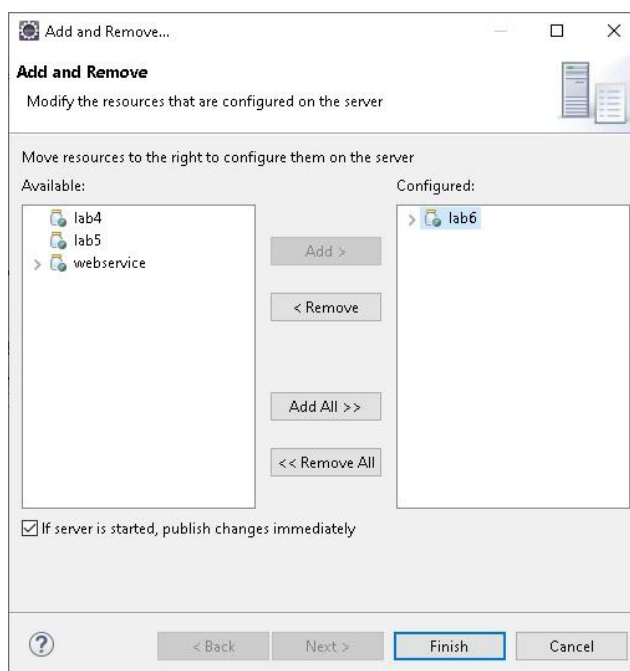 Add and Remove...
Add and Remove
Modify the resources that are configured on the server
Move resources to the right to configure them on the server
Available:
Configured:
lab4
lab5
webservice
lab6
Add >
< Remove
Add All >>
<< Remove All
If server is started, publish changes immediately
?
< Back
Next >
Finish
Cancel